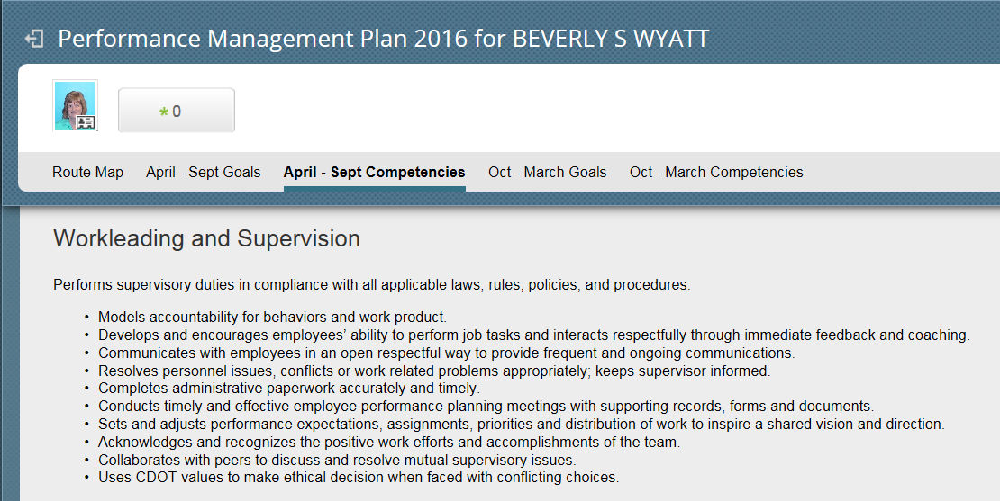 Performance Management Plan 2016 for BEVERLY S WYATT
* 0
Route Map April - Sept Goals April - Sept Competencies Oct - March Goals Oct - March Competencies
Workleading and Supervision
Performs supervisory duties in compliance with all applicable laws, rules, policies, and procedures.
• Models accountability for behaviors and work product.
• Develops and encourages employees’ ability to perform job tasks and interacts respectfully through immediate feedback and coaching.
• Communicates with employees in an open respectful way to provide frequent and ongoing communications.
• Resolves personnel issues, conflicts or work related problems appropriately; keeps supervisor informed.
• Completes administrative paperwork accurately and timely.
• Conducts timely and effective employee performance planning meetings with supporting records, forms and documents.
• Sets and adjusts performance expectations, assignments, priorities and distribution of work to inspire a shared vision and direction.
• Acknowledges and recognizes the positive work efforts and accomplishments of the team.
• Collaborates with peers to discuss and resolve mutual supervisory issues.
• Uses CDOT values to make ethical decision when faced with conflicting choices.